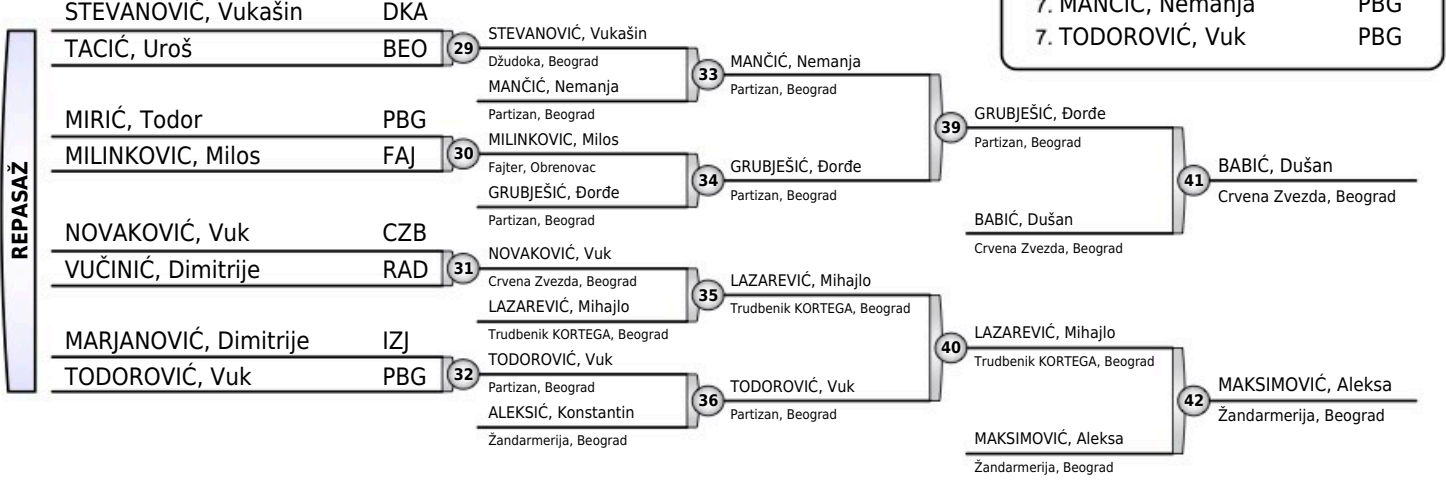 STEVANOVIĆ, Vukašin DKA
TACIĆ, Uroš BEO
MIRIĆ, Todor PBG
MILINKOVIC, Milos FAJ
NOVAKOVIĆ, Vuk CZB
VUČINIĆ, Dimitrije RAD
MARJANOVIĆ, Dimitrije IZJ
TODOROVIĆ, Vuk PBG
REPASAŽ
29
30
31
32
STEVANOVIĆ, Vukašin
Džudoka, Beograd
MANČIĆ, Nemanja
Partizan, Beograd
MILINKOVIC, Milos
Fajter, Obrenovac
GRUBJEŠIĆ, Đorđe
Partizan, Beograd
NOVAKOVIĆ, Vuk
Crvena Zvezda, Beograd
LAZAREVIĆ, Mihajlo
Trudbenik KORTEGA, Beograd
TODOROVIĆ, Vuk
Partizan, Beograd
ALEKSIĆ, Konstantin
Žandarmerija, Beograd
33
34
35
36
MANČIĆ, Nemanja
Partizan, Beograd
GRUBJEŠIĆ, Đorđe
Partizan, Beograd
LAZAREVIĆ, Mihajlo
Trudbenik KORTEGA, Beograd
TODOROVIĆ, Vuk
Partizan, Beograd
39
40
GRUBJEŠIĆ, Đorđe
Partizan, Beograd
BABIĆ, Dušan
Crvena Zvezda, Beograd
LAZAREVIĆ, Mihajlo
Trudbenik KORTEGA, Beograd
MAKSIMOVIĆ, Aleksa
Žandarmerija, Beograd
41
42
BABIĆ, Dušan
Crvena Zvezda, Beograd
MAKSIMOVIĆ, Aleksa
Žandarmerija, Beograd
7. MANČIĆ, Nemanja PBG
7. TODOROVIĆ, Vuk PBG